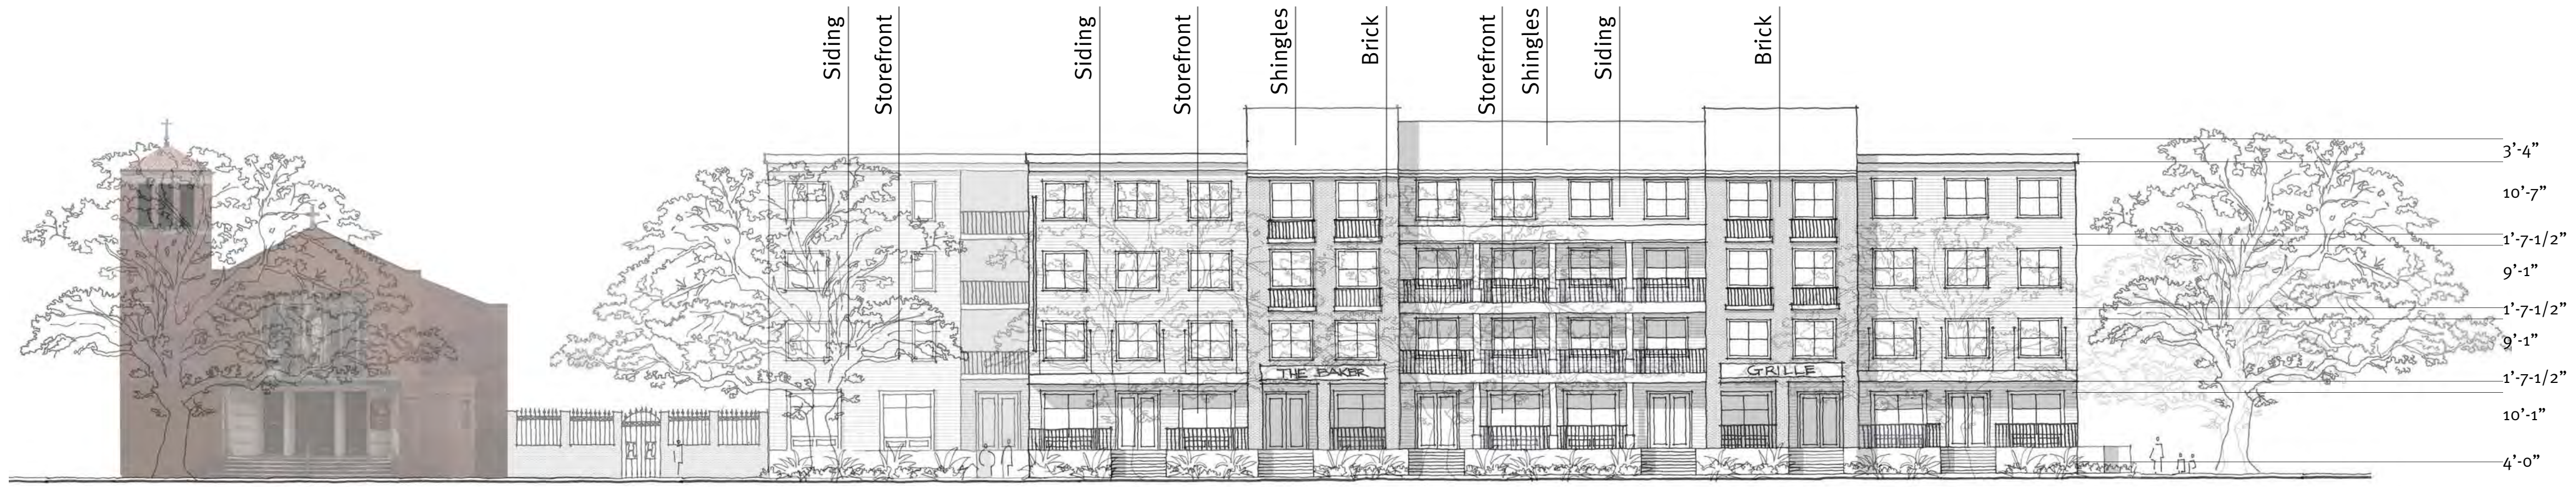 Siding
Storefront
Siding
Storefront
Shingles
Brick
Storefront
Shingles
Siding
Brick
THE BAKER
GRILLE
3'-4”
10'-7”
1'-7-1/2”
9'-1”
1'-7-1/2”
9'-1”
1'-7-1/2”
10'-1”
4'-0”